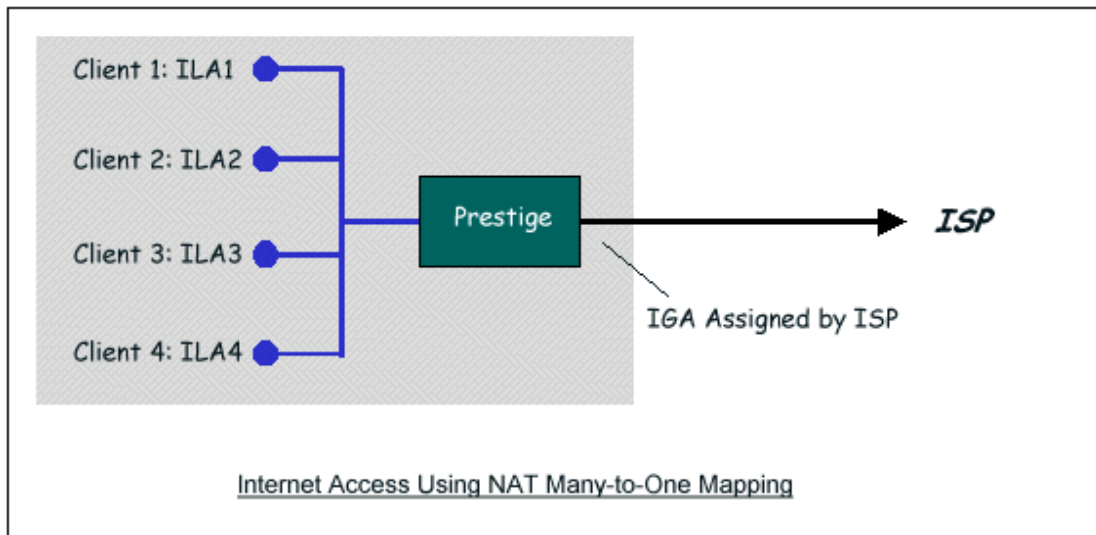 Client 1: ILA1
Client 2: ILA2
Prestige
ISP
Client 3: ILA3
IGA Assigned by ISP
Client 4: ILA4
Internet Access Using NAT Many-to-One Mapping